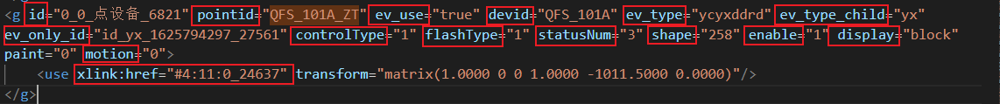 <g id="0_0_点设备_6821" pointid="QFS_101A_ZT" ev_use="true" devid="QFS_101A" ev_type="ycyxddrd" ev_type_child="yx"
ev_only_id="id_yx_1625794297_27561" controlType="1" flashType="1" statusNum="3" shape="258" enable="1" display="block"
paint="0" motion="0">
<use xlink:href="#4:11:0_24637" transform="matrix(1.0000 0 0 1.0000 -1011.5000 0.0000)"/>
</g>